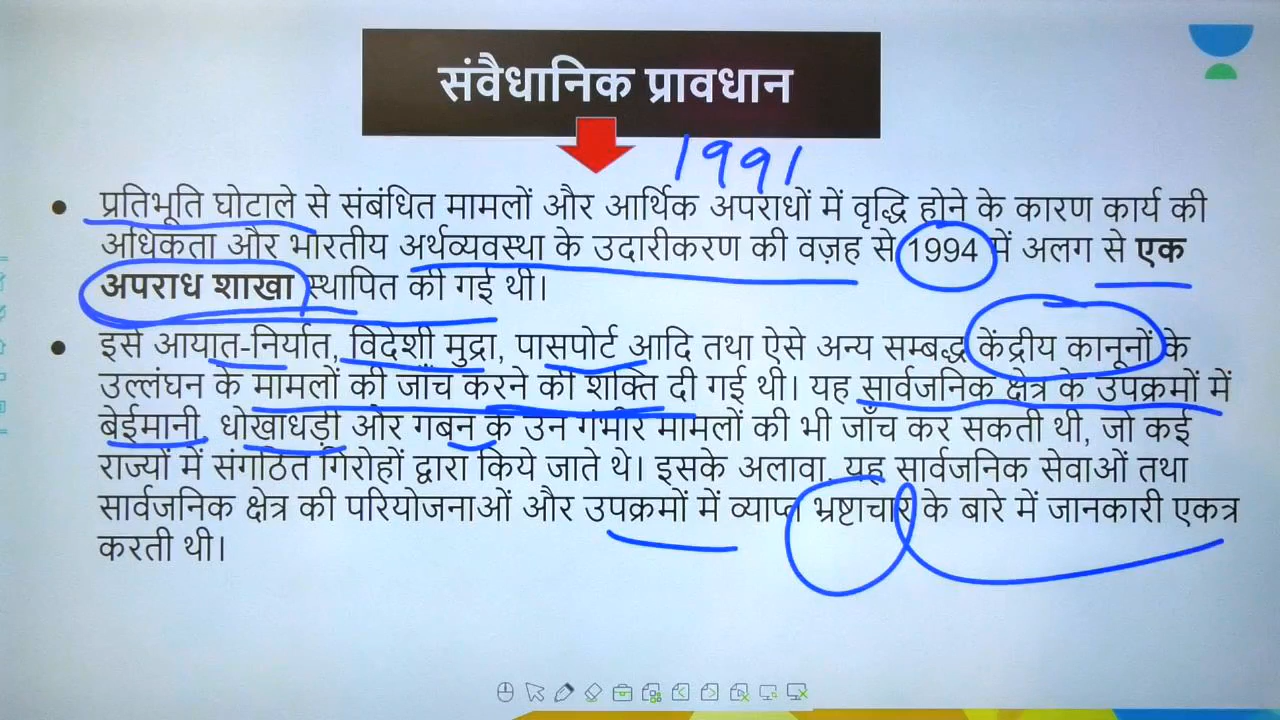 संवैधानिक प्रावधान
1991
• प्रतिभूति घोटाले से संबंधित मामलों और आर्थिक अपराधों में वृद्धि होने के कारण कार्य की
अधिकता और भारतीय अर्थव्यवस्था के उदारीकरण की वज़ह से 1994 में अलग से एक
अपराध शाखा स्थापित की गई थी।
• इसे आयात-निर्यात, विदेशी मुद्रा, पासपोर्ट आदि तथा ऐसे अन्य सम्बद्ध केंद्रीय कानूनों के
उल्लंघन के मामलों की जाँच करने की शक्ति दी गई थी। यह सार्वजनिक क्षेत्र के उपक्रमों में
बेईमानी, धोखाधड़ी और गबन के उन गंभीर मामलों की भी जाँच कर सकती थी, जो कई
राज्यों में संगठित गिरोहों द्वारा किये जाते थे। इसके अलावा, यह सार्वजनिक सेवाओं तथा
सार्वजनिक क्षेत्र की परियोजनाओं और उपक्रमों में व्याप्त भ्रष्टाचार के बारे में जानकारी एकत्र
करती थी।